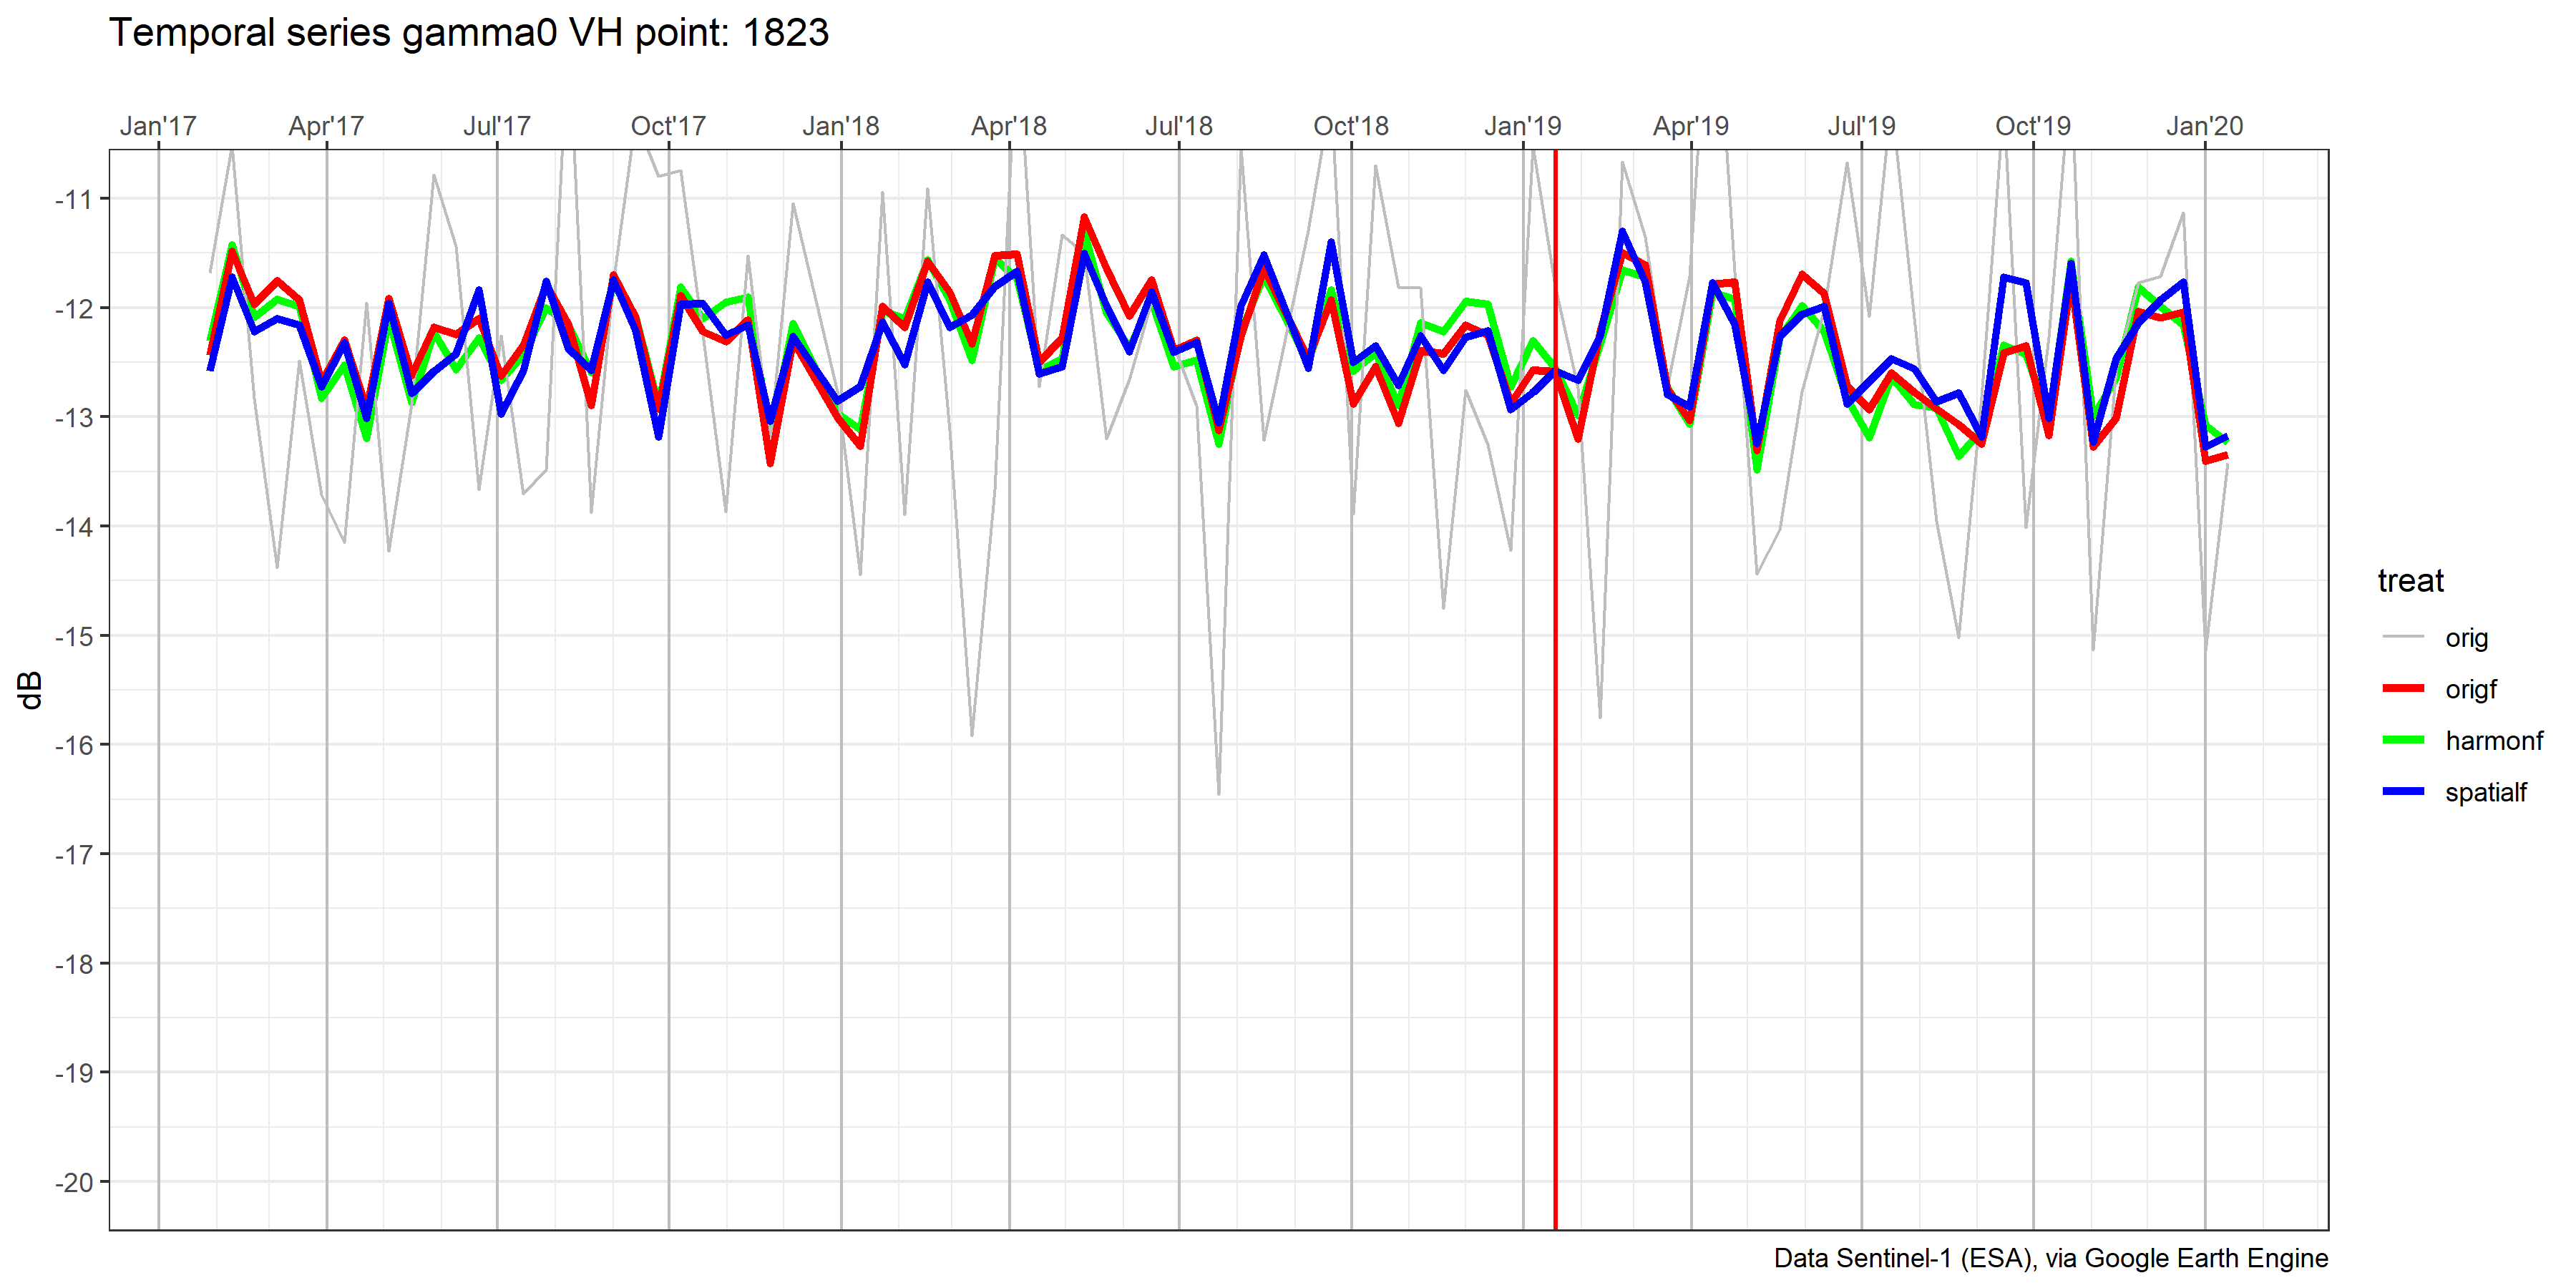 Temporal series gamma0 VH point: 1823
Jan'17 Apr'17 Jul'17 Oct'17 Jan'18 Apr'18 Jul'18 Oct'18 Jan'19 Apr'19 Jul'19 Oct'19 Jan'20
-11
-12
-13
-14
-15
-16
-17
-18
-19
-20
dB
treat
orig
origf
harmonf
spatialf
Data Sentinel-1 (ESA), via Google Earth Engine